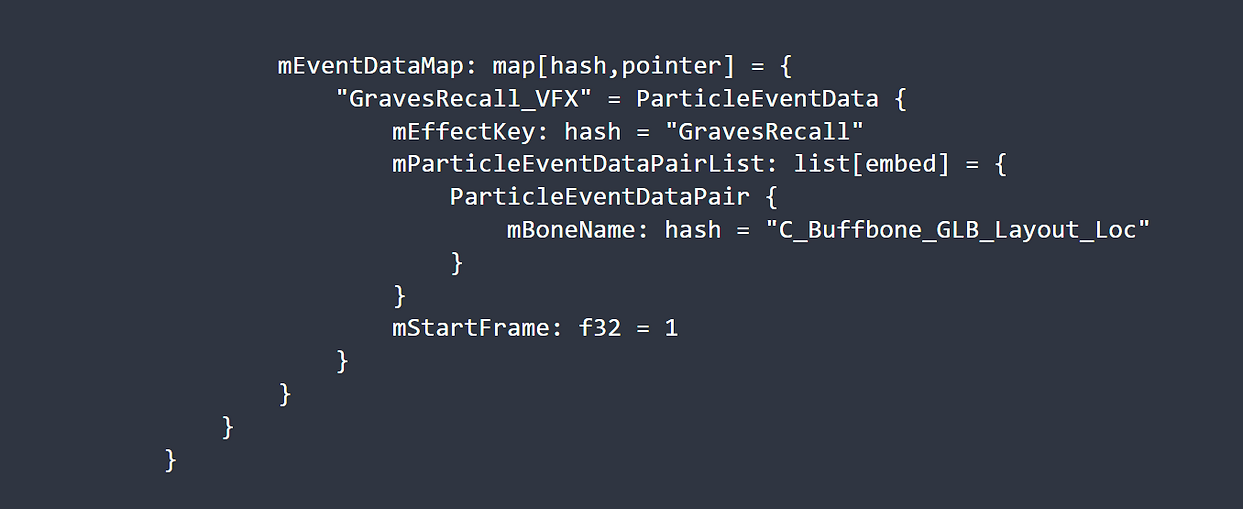 mEventDataMap: map[hash,pointer] = {
    "GravesRecall_VFX" = ParticleEventData {
        mEffectKey: hash = "GravesRecall"
        mParticleEventDataPairList: list[embed] = {
            ParticleEventDataPair {
                mBoneName: hash = "C_Buffbone_GLB_Layout_Loc"
            }
        }
        mStartFrame: f32 = 1
    }
}
}
}